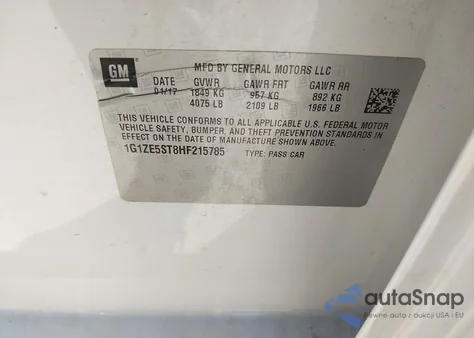 GM
MFD BY GENERAL MOTORS LLC
DATE GVWR GAWR FRT GAWR RR
01/17 1849 KG 957 KG 892 KG
4075 LB 2109 LB 1966 LB
THIS VEHICLE CONFORMS TO ALL APPLICABLE U.S. FEDERAL MOTOR
VEHICLE SAFETY, BUMPER, AND THEFT PREVENTION STANDARDS IN
EFFECT ON THE DATE OF MANUFACTURE SHOWN ABOVE.
1G1ZE5ST8HF215785 TYPE: PASS CAR
autoSnap
Pewne auto z aukcji USA i EU